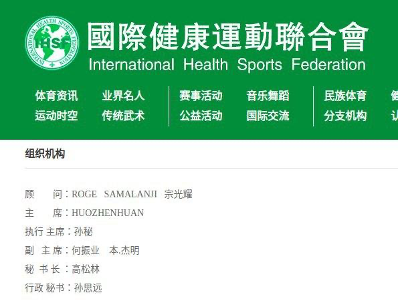 IHSF
國際健康運動聯合會
International Health Sports Federation
体育资讯 业界名人 赛事活动 音乐舞蹈 民族体育
运动时空 传统武术 公益活动 国际交流 分支机构
组织机构
顾 问：ROGE SAMALANJI 宗光耀
主 席：HUOZHENHUAN
执行 主席：孙秘
副 主 席：何振业 本.杰明
秘 书 长：高松林
行政 秘书：孙思远